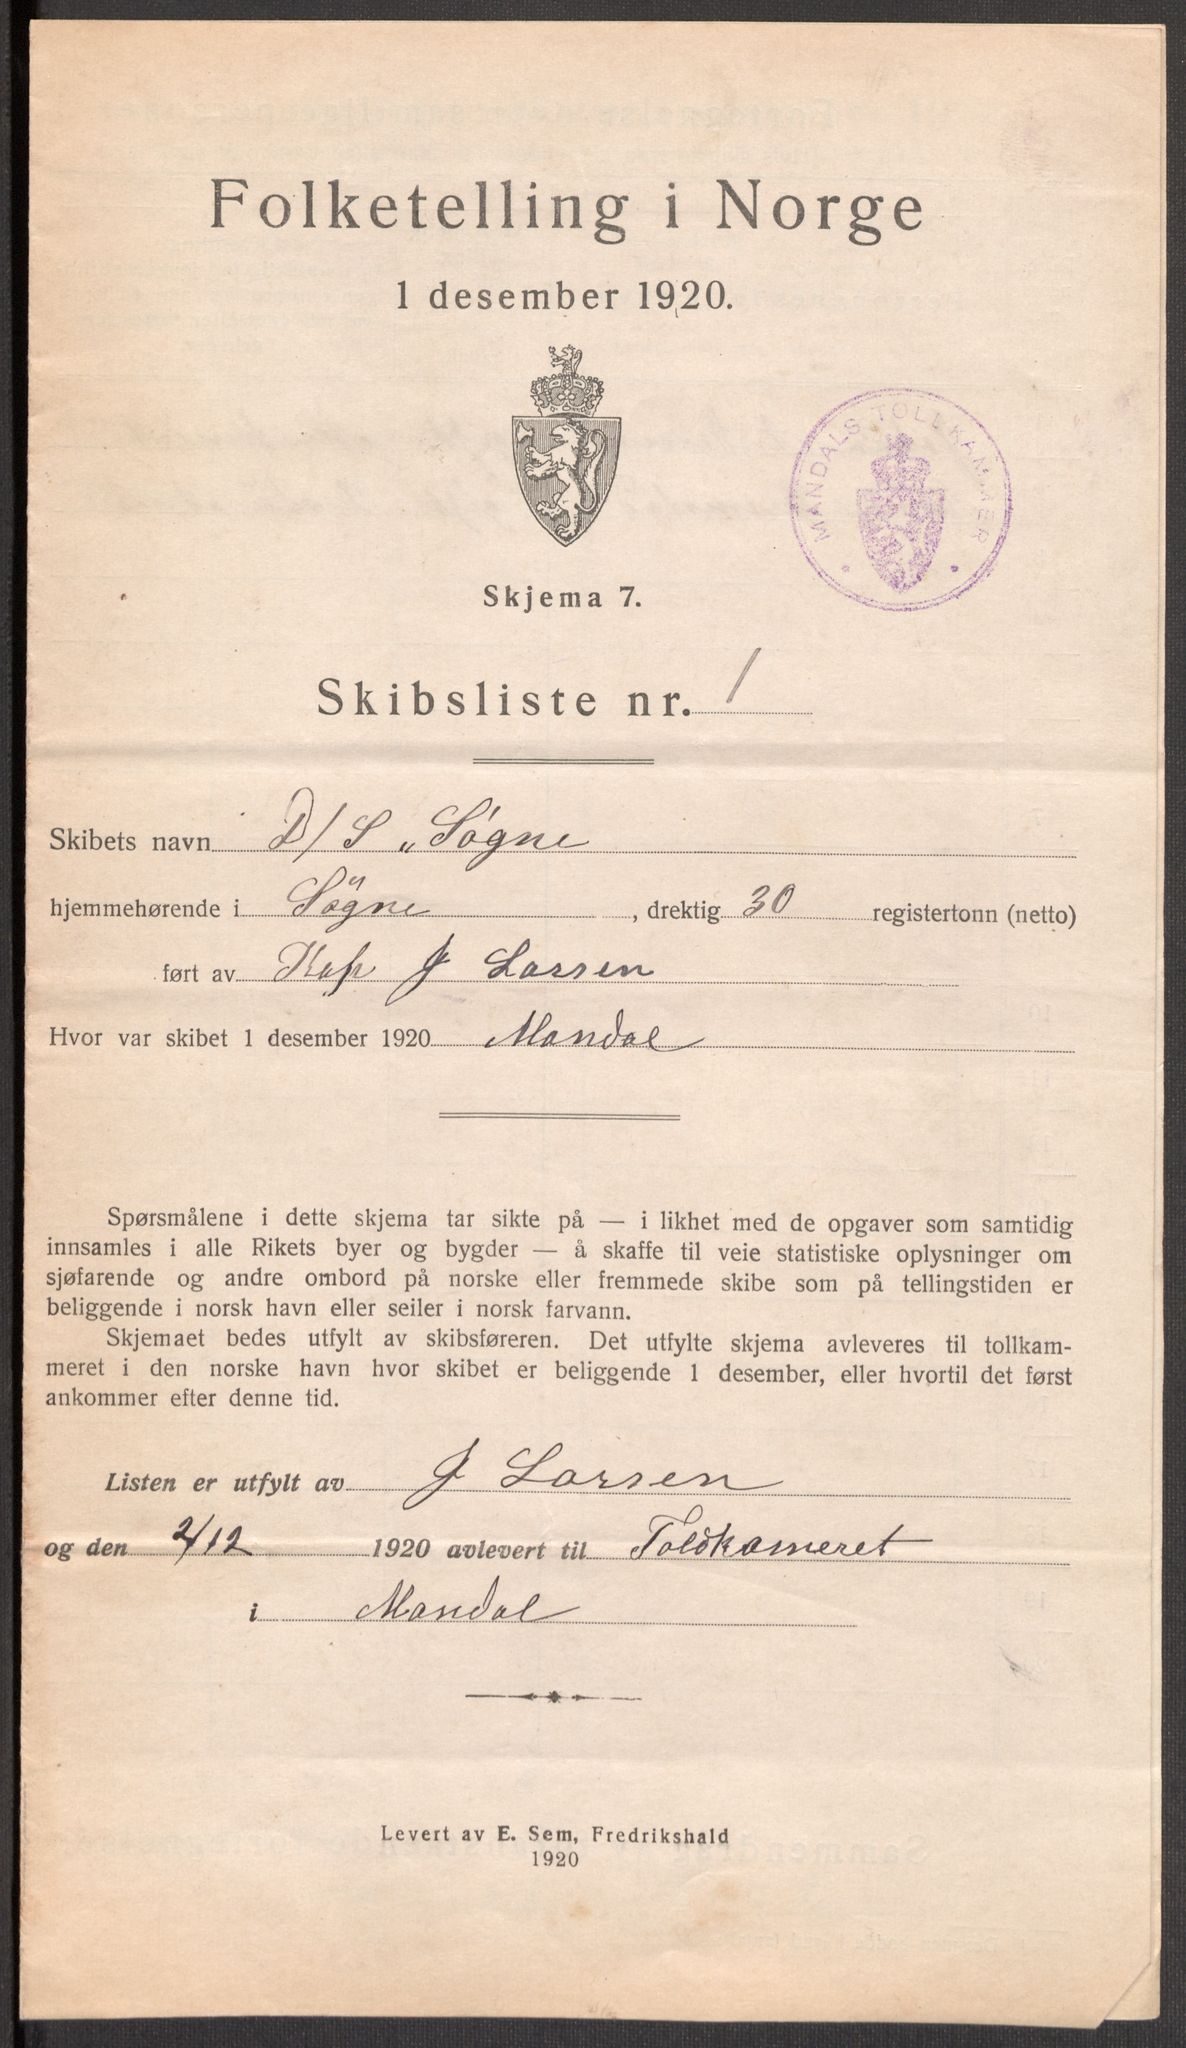 Folketelling i Norge
1 desember 1920.
MANDALS TOLLKAMMER
Skjema 7.
Skibsliste nr. 1
Skibets navn D/S „Søgne
hjemmehørende i Søgne, drektig 30 registertonn (netto)
ført av Kap J Larsen
Hvor var skibet 1 desember 1920 Mandal
Spørsmålene i dette skjema tar sikte på — i likhet med de opgaver som samtidig
innsamles i alle Rikets byer og bygder — å skaffe til veie statistiske oplysninger om
sjøfarende og andre ombord på norske eller fremmede skibe som på tellingstiden er
beliggende i norsk havn eller seiler i norsk farvann.
Skjemaet bedes utfylt av skibsføreren. Det utfylte skjema avleveres til tollkam-
meret i den norske havn hvor skibet er beliggende 1 desember, eller hvortil det først
ankommer efter denne tid.
Listen er utfylt av J Larsen
og den 2/12 1920 avlevert til Toldkameret
i Mandal
Levert av E. Sem, Fredrikshald
1920